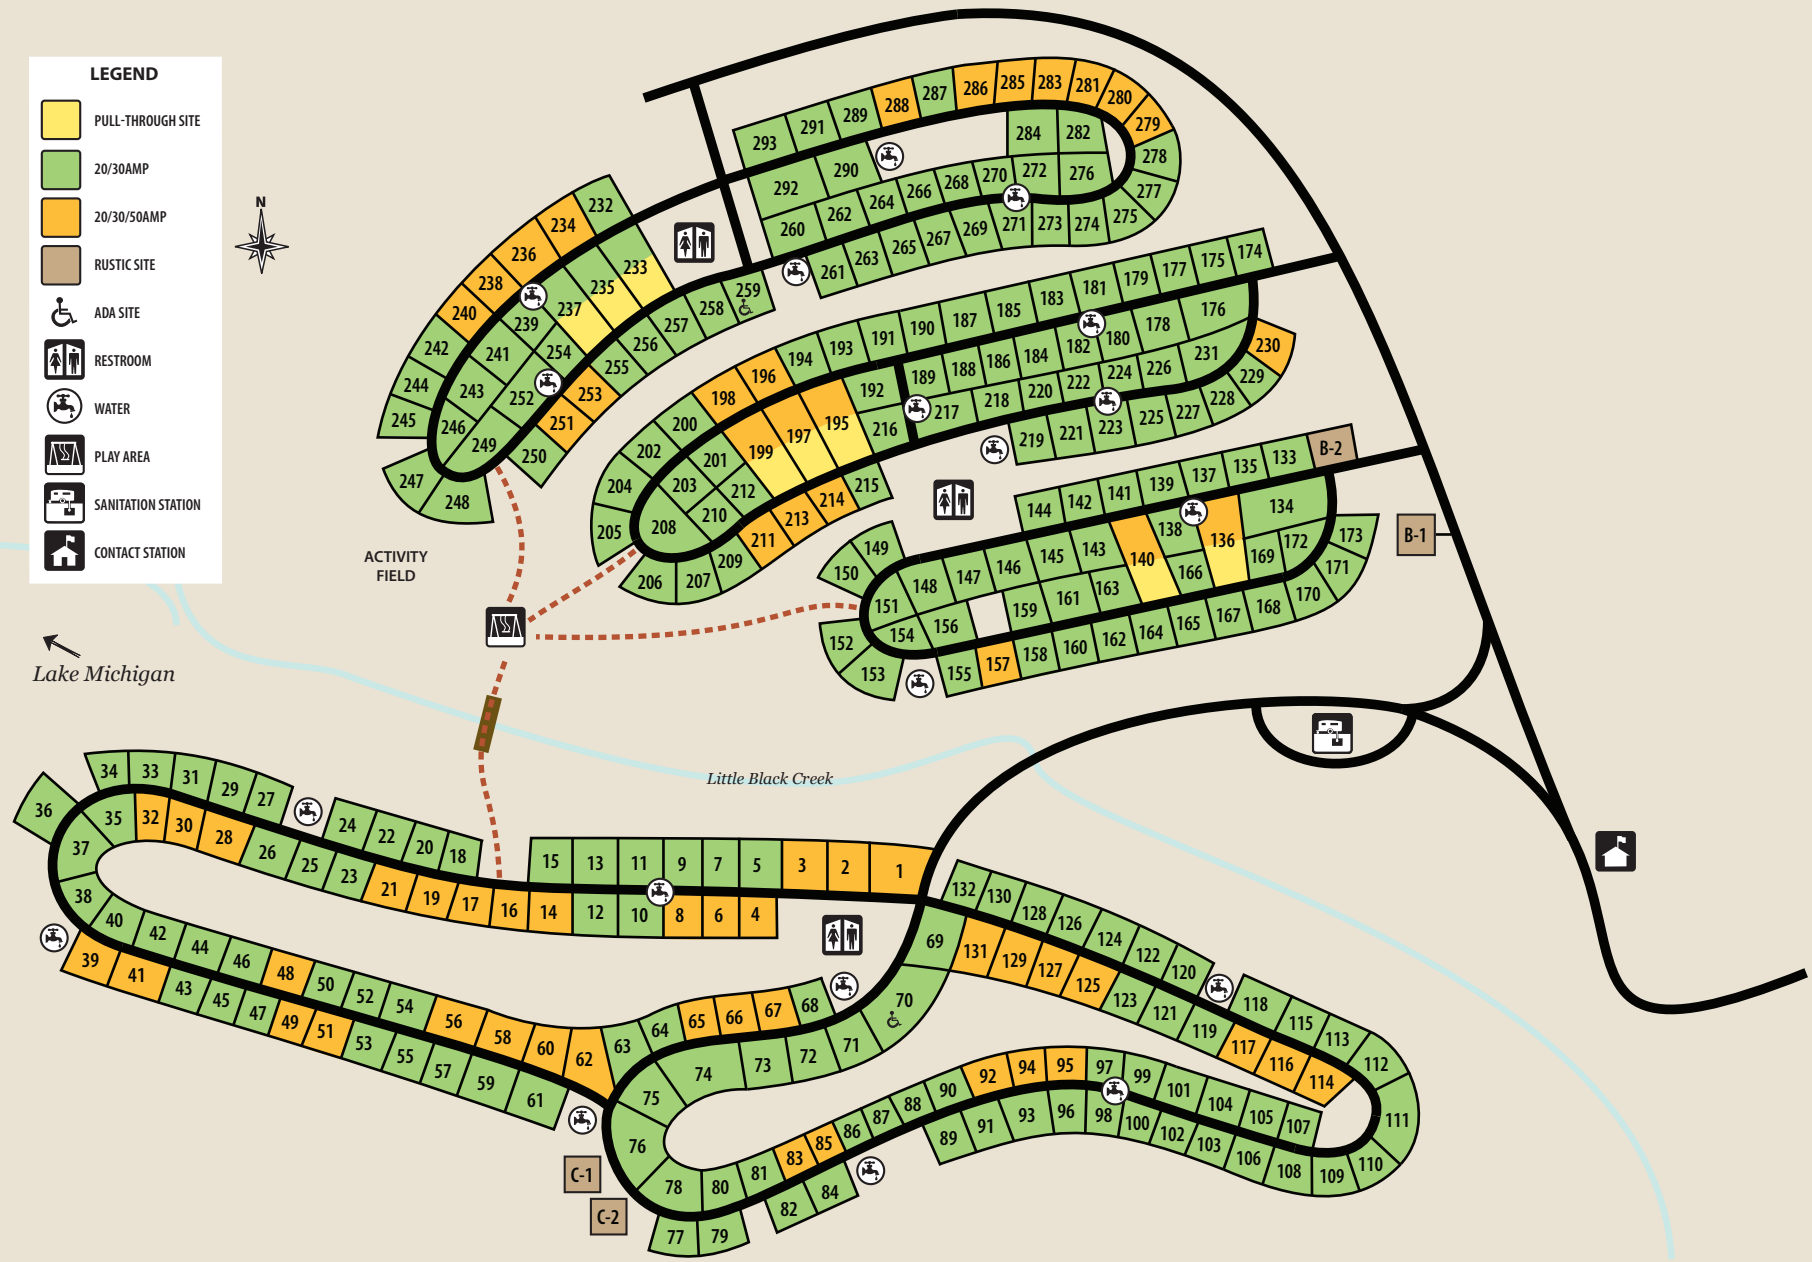 LEGEND
PULL-THROUGH SITE
20/30AMP
20/30/50AMP
RUSTIC SITE
ADA SITE
RESTROOM
WATER
PLAY AREA
SANITATION STATION
CONTACT STATION
N
293 291 289 288 287 286 285 283 281 280 279
284 282 278
292 290 272 276 277
260 262 264 266 268 270
261 263 265 267 269 271 273 274 275
232 234 236 238 240 242 244 245
233 235 237 239 241 243 246
259 258 257 256 255 254 253 252 251 250 249
247 248
174 175 177 179 181 183 185 187 190 191 193 194 196 198 200 202 204 205
176 178 180 182 184 186 188 189 192 195 197 199 201 203 208
230 231 226 224 222 220 218 217 216 212 210
229 228 227 225 223 221 219 215 214 213 211 209 207 206
B-2
133 135 137 139 141 142 144
134 136 138 140 143 145 146 147 148 149 150 151
B-1
173 172 169 166 163 161 159 156 154 152 153
171 170 168 167 165 164 162 160 158 157 155
ACTIVITY
FIELD
Lake Michigan
Little Black Creek
34 33 31 29 27 24 22 20 18 15 13 11 9 7 5 3 2 1
36 35 32 30 28 26 25 23 21 19 17 16 14 12 10 8 6 4
37 38 40 42 44 46 48 50 52 54 56 58 60 62 63 64 65 66 67 68
39 41 43 45 47 49 51 53 55 57 59 61
69 70 71 72 73 74 75 76 78 80 81 83 85 86 87 88 90 92 94 95 97 99 101 104 105 107
77 79 82 84 89 91 93 96 98 100 102 103 106 108 109 110 111 112
132 130 128 126 124 122 120 118 115 113
131 129 127 125 123 121 119 117 116 114
C-1
C-2